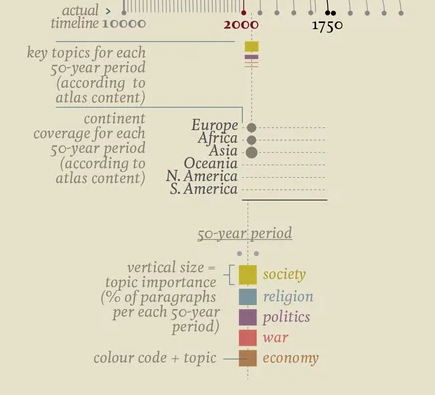 actual >
timeline 10000 2000 1750
key topics for each
50-year period
(according to
atlas content)
continent
coverage for each
50-year period
(according to
atlas content)
Europe
Africa
Asia
Oceania
N. America
S. America
50-year period
vertical size =
topic importance
(% of paragraphs
per each 50-year
period)
society
religion
politics
war
colour code + topic
economy